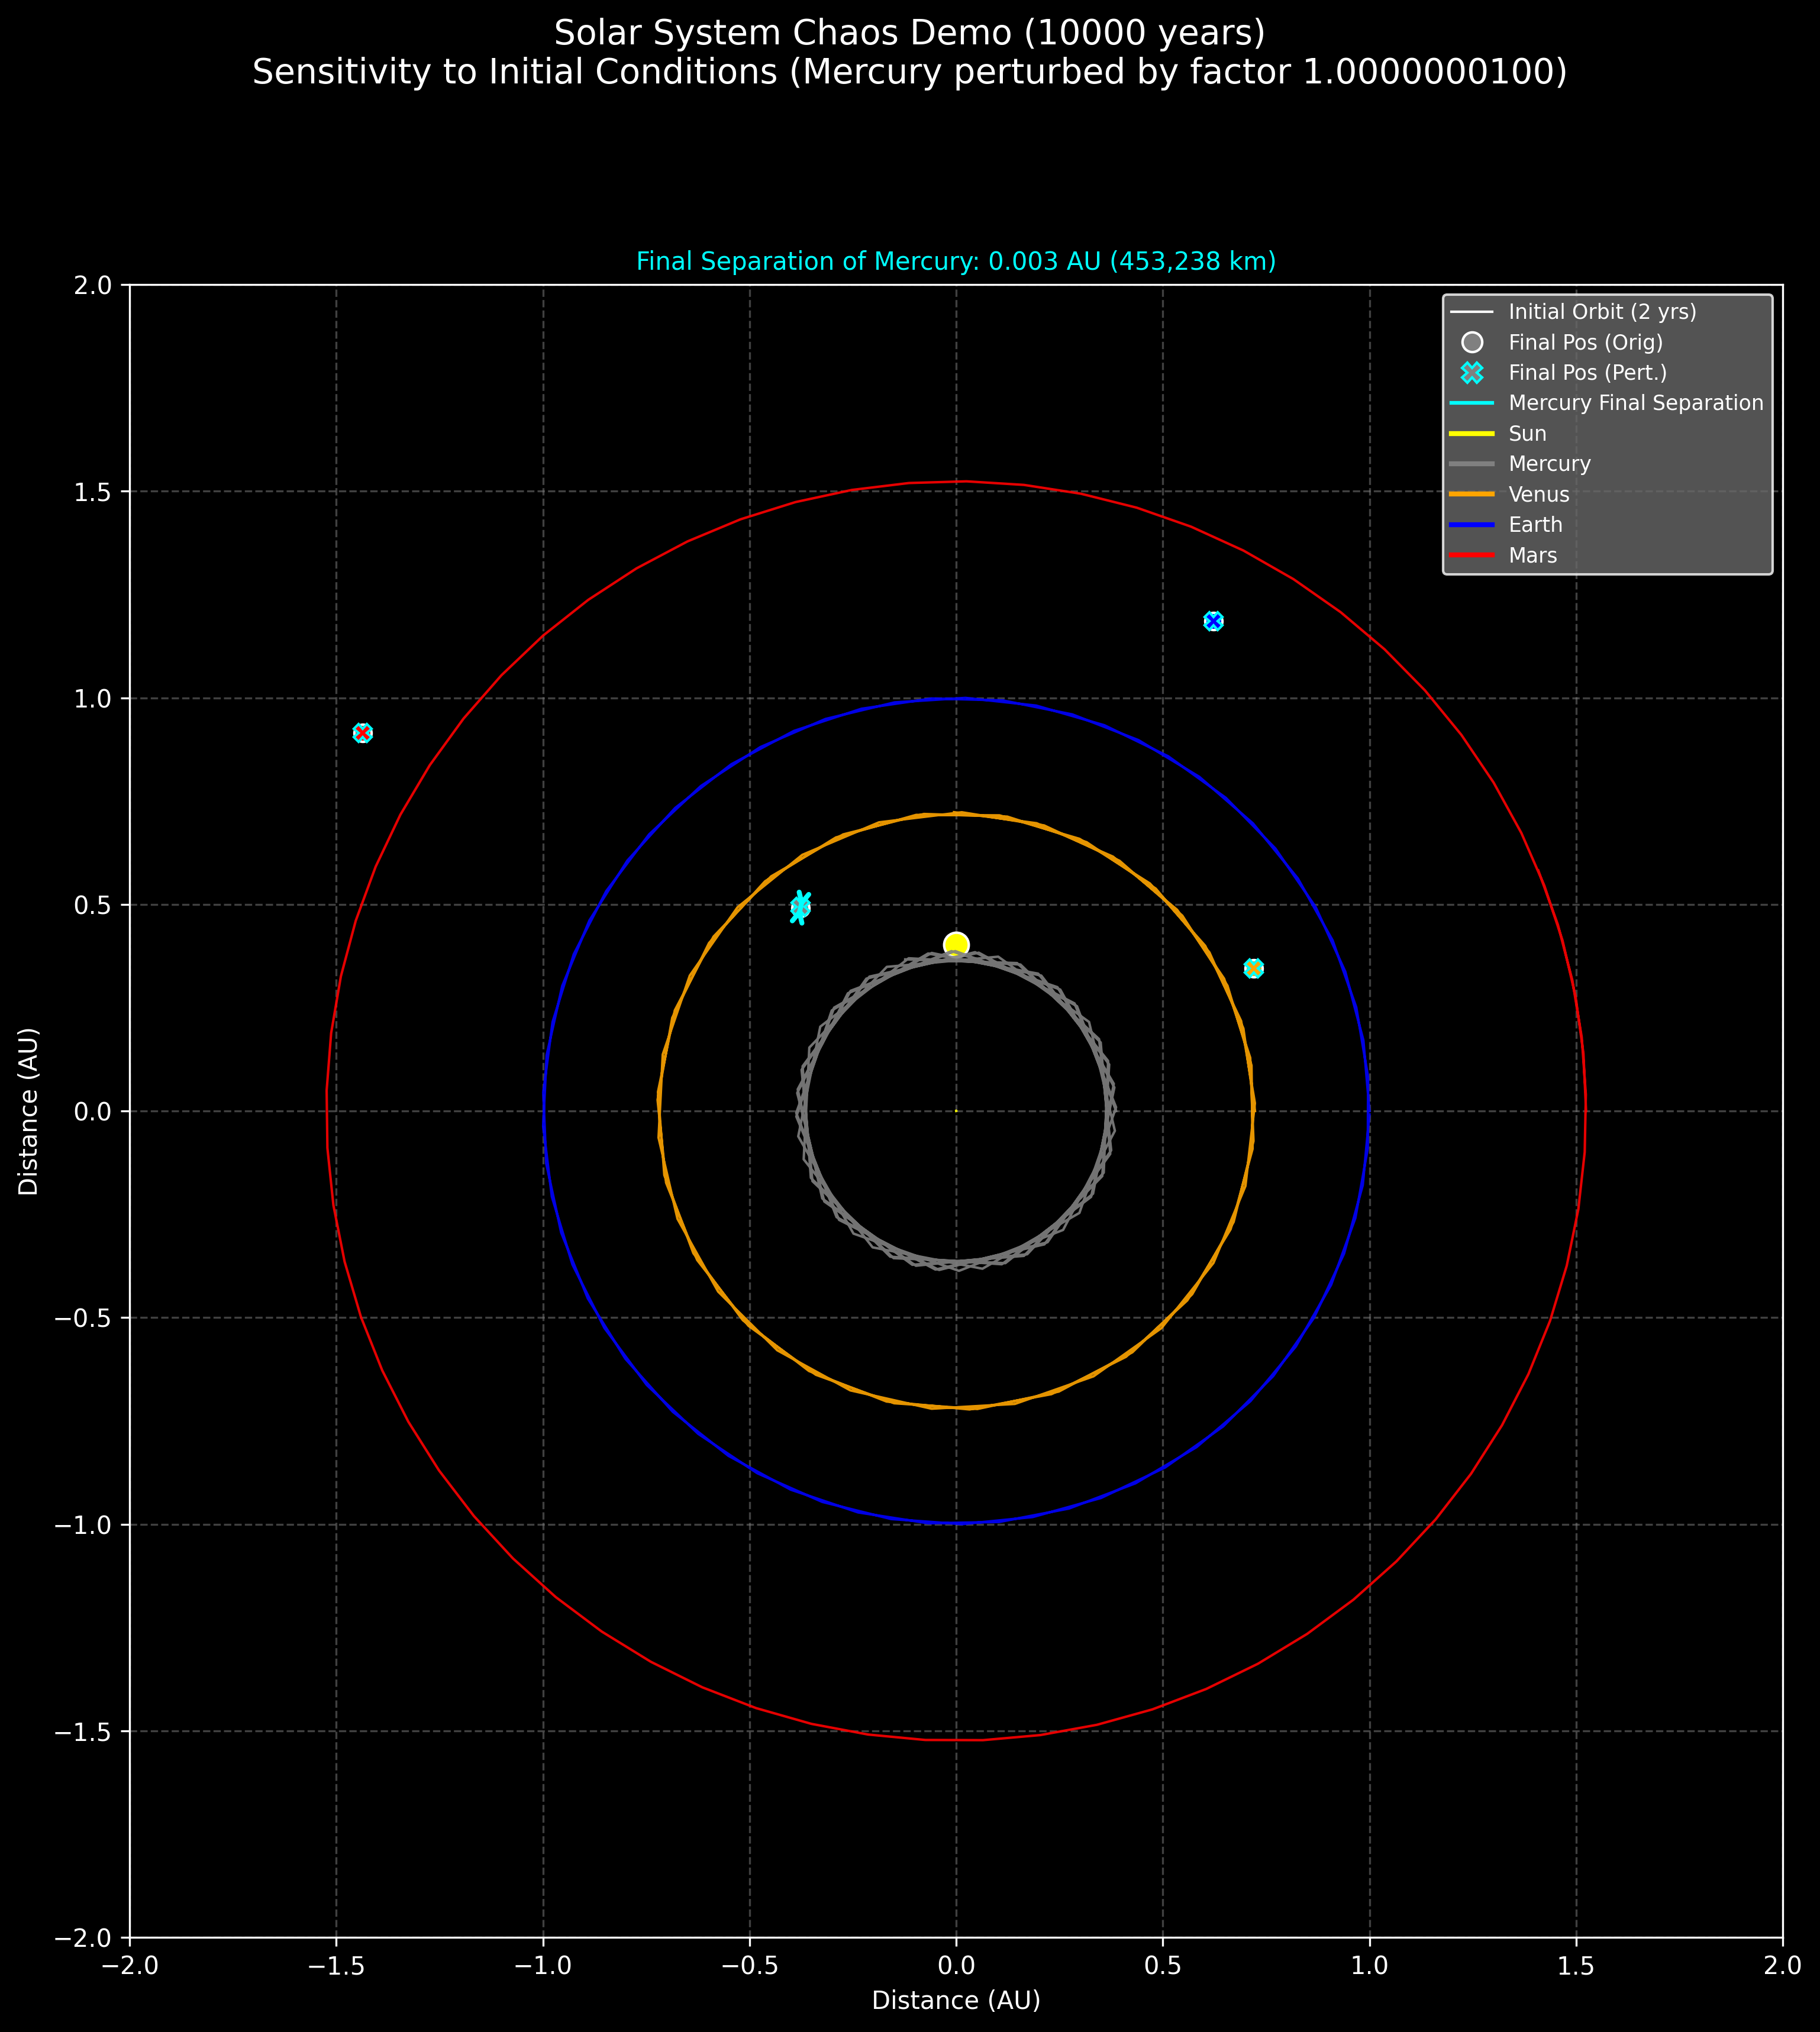 Solar System Chaos Demo (10000 years)
Sensitivity to Initial Conditions (Mercury perturbed by factor 1.0000000100)
Final Separation of Mercury: 0.003 AU (453,238 km)
Initial Orbit (2 yrs)
Final Pos (Orig)
Final Pos (Pert.)
Mercury Final Separation
Sun
Mercury
Venus
Earth
Mars
2.0
1.5
1.0
0.5
0.0
−0.5
−1.0
−1.5
−2.0
Distance (AU)
−2.0
−1.5
−1.0
−0.5
0.0
0.5
1.0
1.5
2.0
Distance (AU)